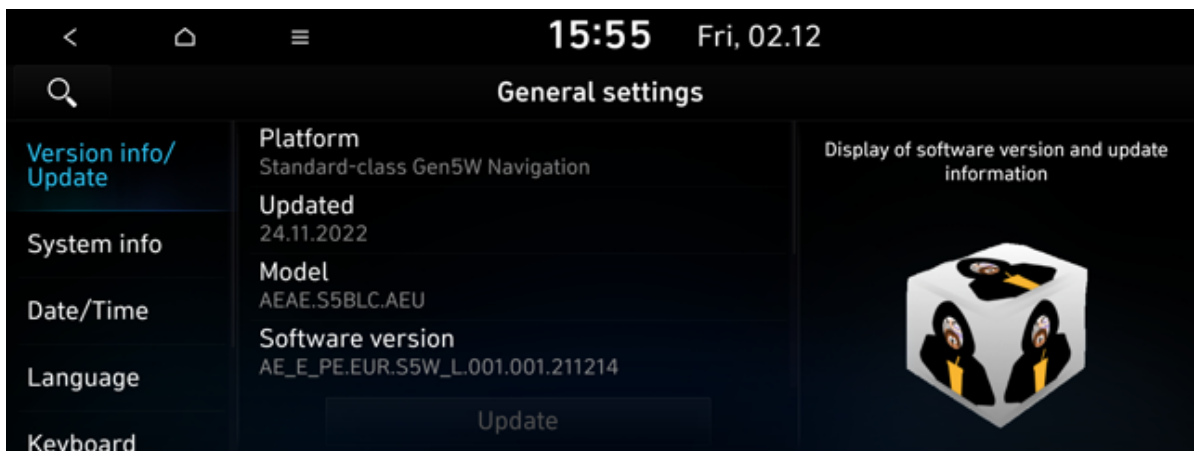 15:55 Fri, 02.12
General settings
Version info/
Update
System info
Date/Time
Language
Keyboard
Platform
Standard-class Gen5W Navigation
Updated
24.11.2022
Model
AEAE.S5BLC.AEU
Software version
AE_E_PE.EUR.S5W_L.001.001.211214
Update
Display of software version and update
information